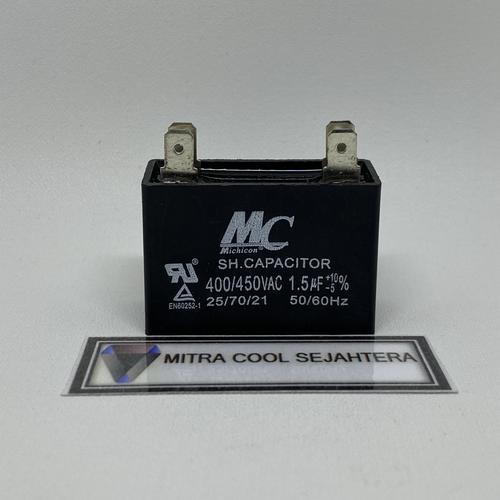 MC
Michicon™
SH.CAPACITOR
400/450VAC 1.5µF +10 -5 %
25/70/21 50/60Hz
EN60252-1
MITRA COOL SEJAHTERA